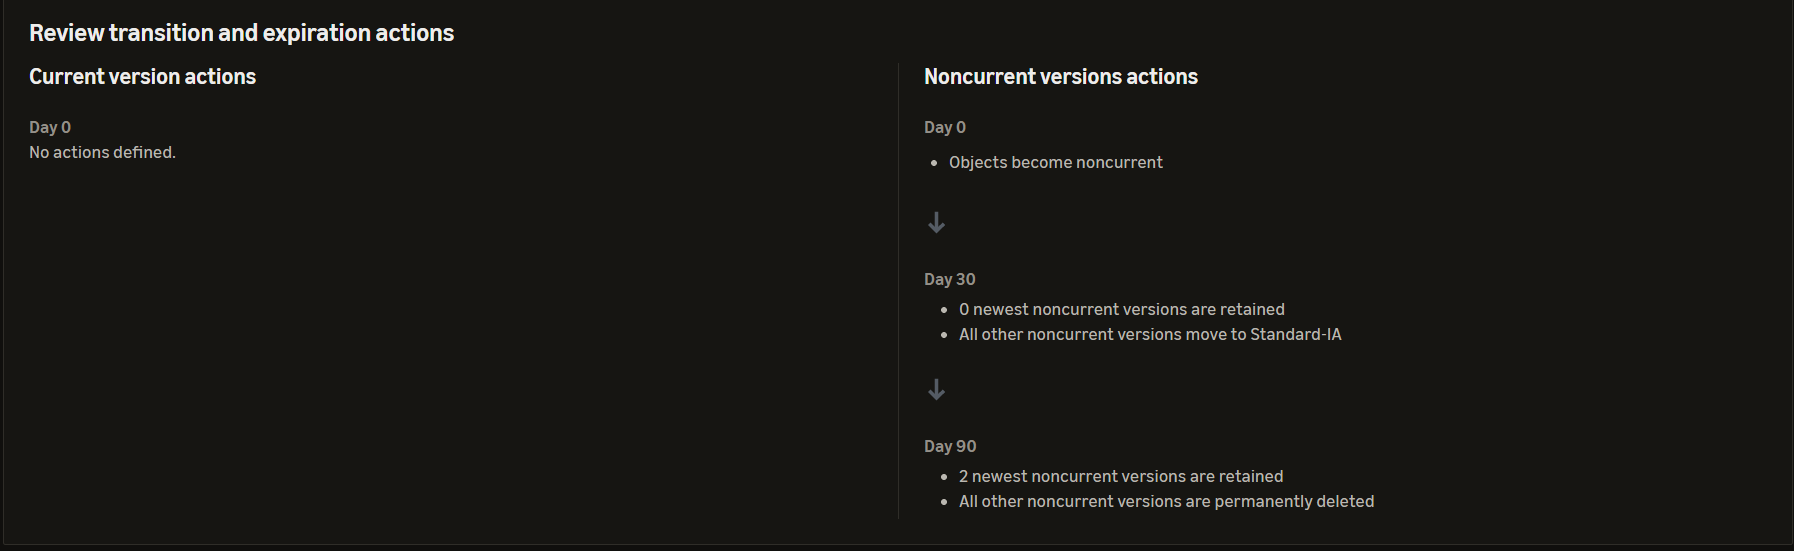 Review transition and expiration actions
Current version actions
Day 0
No actions defined.
Noncurrent versions actions
Day 0
Objects become noncurrent
Day 30
0 newest noncurrent versions are retained
All other noncurrent versions move to Standard-IA
Day 90
2 newest noncurrent versions are retained
All other noncurrent versions are permanently deleted